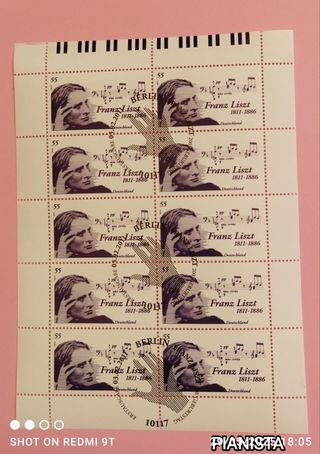 55 55
Franz Liszt Franz Liszt
1811-1886 1811-1886
Deutschland Deutschland
BERLIN
10117
55 55
Franz Liszt Franz Liszt
1811-1886 1811-1886
Deutschland Deutschland
55 55
Franz Liszt Franz Liszt
1811-1886 1811-1886
Deutschland Deutschland
BERLIN
10117
55 55
Franz Liszt Franz Liszt
1811-1886 1811-1886
Deutschland Deutschland
55 55
Franz Liszt Franz Liszt
1811-1886 1811-1886
Deutschland Deutschland
BERLIN
10117
SHOT ON REDMI 9T
18:05
PIANISTA